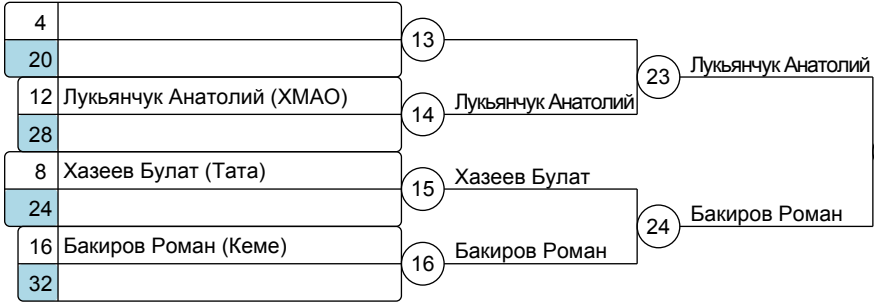 4
13
20
23 Лукьянчук Анатолий
12 Лукьянчук Анатолий (ХМАО)
14 Лукьянчук Анатолий
28
8 Хазеев Булат (Тата)
15 Хазеев Булат
24
24 Бакиров Роман
16 Бакиров Роман (Кеме)
16 Бакиров Роман
32